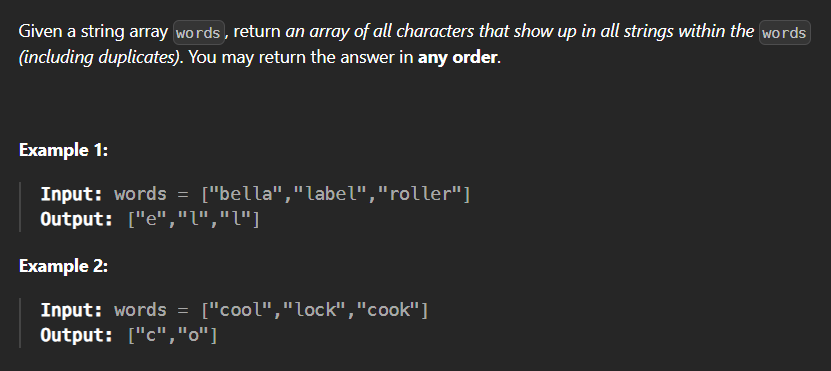 Given a string array words, return an array of all characters that show up in all strings within the words
(including duplicates). You may return the answer in any order.
Example 1:
Input: words = ["bella","label","roller"]
Output: ["e","l","l"]
Example 2:
Input: words = ["cool","lock","cook"]
Output: ["c","o"]